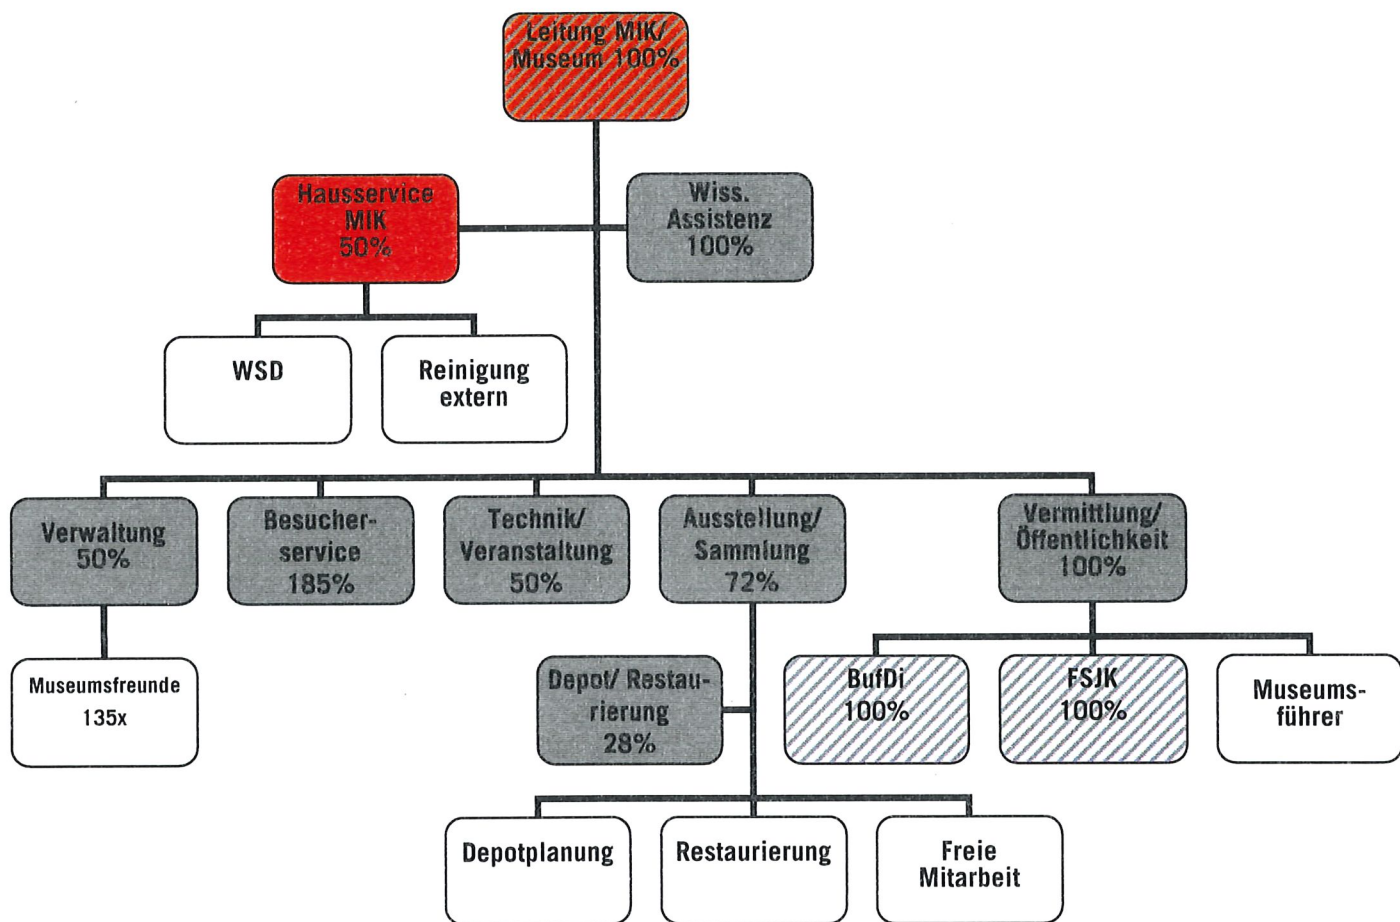 Leitung MIK/
Museum 100%
Hausservice
MIK
50%
Wiss.
Assistenz
100%
WSD
Reinigung
extern
Verwaltung
50%
Besucher-
service
185%
Technik/
Veranstaltung
50%
Ausstellung/
Sammlung
72%
Vermittlung/
Öffentlichkeit
100%
Museumsfreunde
135x
Depot/ Restau-
rierung
28%
BufDi
100%
FSJK
100%
Museums-
führer
Depotplanung
Restaurierung
Freie
Mitarbeit